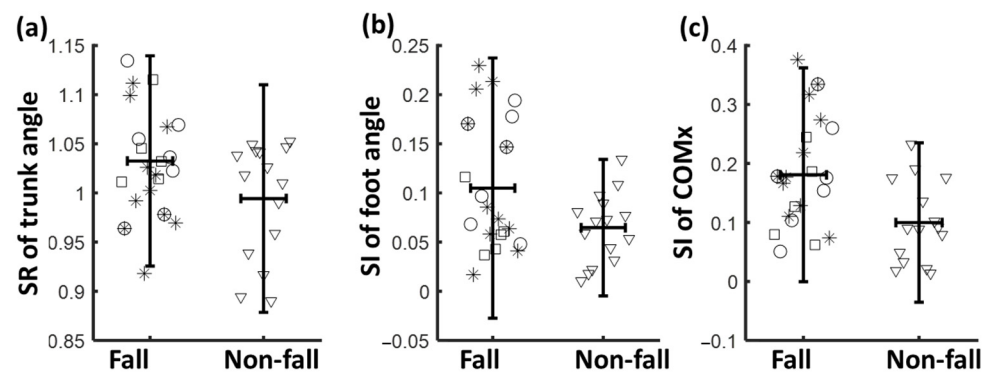 (a)
SR of trunk angle
1.15
1.1
1.05
1
0.95
0.9
0.85
Fall
Non-fall
(b)
SI of foot angle
0.25
0.2
0.15
0.1
0.05
0
−0.05
Fall
Non-fall
(c)
SI of COMx
0.4
0.3
0.2
0.1
0
−0.1
Fall
Non-fall